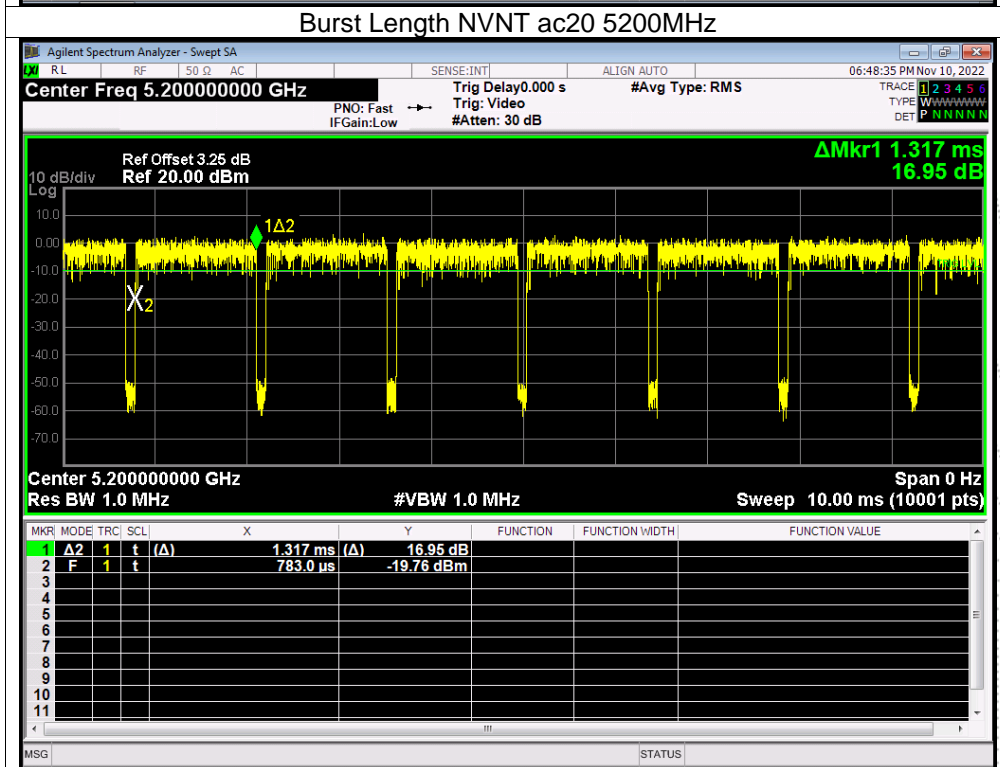 Burst Length NVNT ac20 5200MHz
Agilent Spectrum Analyzer - Swept SA
LXI RL RF 50 Ω AC SENSE:INT ALIGN AUTO 06:48:35 PM Nov 10, 2022
Center Freq 5.200000000 GHz Trig Delay0.000 s #Avg Type: RMS TRACE 1 2 3 4 5 6
PNO: Fast Trig: Video TYPE WWWWWW
IFGain:Low #Atten: 30 dB DET P N N N N N
ΔMkr1 1.317 ms
Ref Offset 3.25 dB
10 dB/div Ref 20.00 dBm 16.95 dB
Log
10.0
1Δ2
0.00
-10.0
-20.0
X2
-30.0
-40.0
-50.0
-60.0
-70.0
Center 5.200000000 GHz Span 0 Hz
Res BW 1.0 MHz #VBW 1.0 MHz Sweep 10.00 ms (10001 pts)
MKR MODE TRC SCL X Y FUNCTION FUNCTION WIDTH FUNCTION VALUE
1 Δ2 1 t (Δ) 1.317 ms (Δ) 16.95 dB
2 F 1 t 783.0 µs -19.76 dBm
3
4
5
6
7
8
9
10
11
MSG STATUS